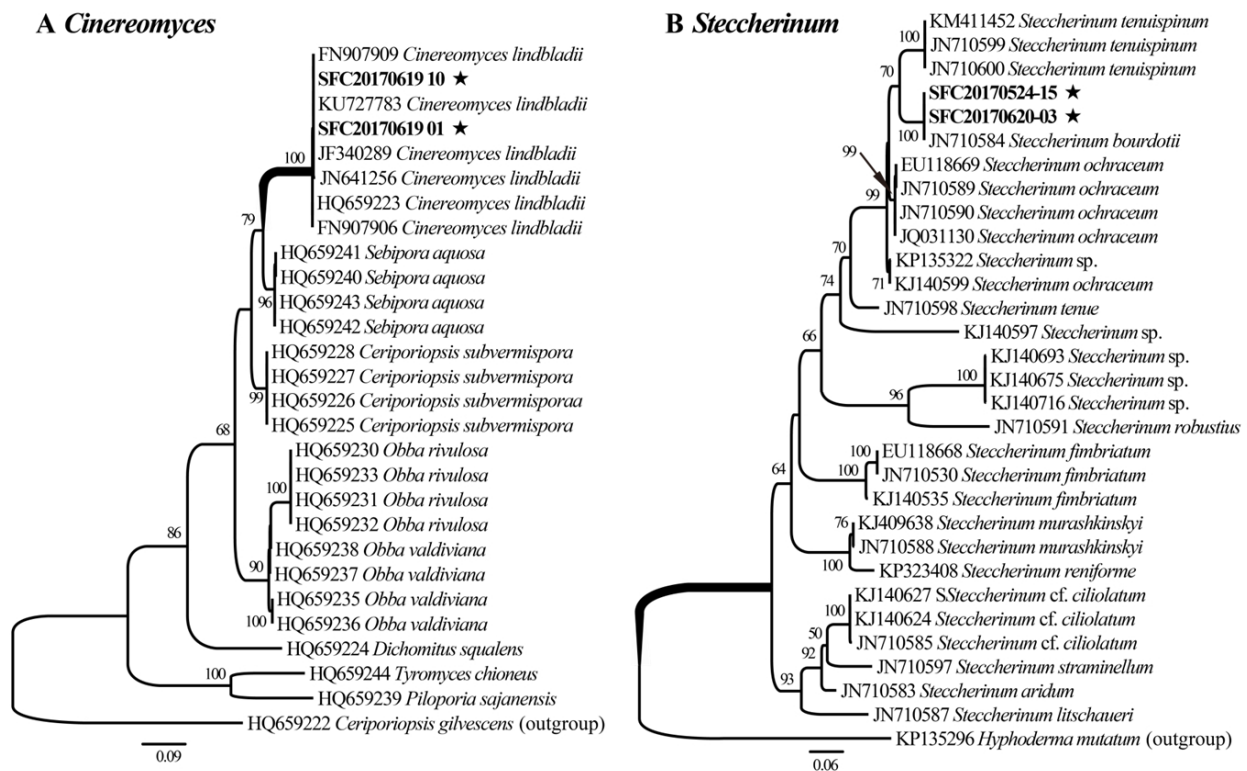 A Cinereomyces
FN907909 Cinereomyces lindbladii
SFC20170619 10 ★
KU727783 Cinereomyces lindbladii
SFC20170619 01 ★
JF340289 Cinereomyces lindbladii
100
JN641256 Cinereomyces lindbladii
HQ659223 Cinereomyces lindbladii
FN907906 Cinereomyces lindbladii
79
HQ659241 Sebipora aquosa
HQ659240 Sebipora aquosa
96
HQ659243 Sebipora aquosa
HQ659242 Sebipora aquosa
HQ659228 Ceriporiopsis subvermispora
HQ659227 Ceriporiopsis subvermispora
99
HQ659226 Ceriporiopsis subvermisporaa
HQ659225 Ceriporiopsis subvermispora
68
HQ659230 Obba rivulosa
HQ659233 Obba rivulosa
100
HQ659231 Obba rivulosa
HQ659232 Obba rivulosa
86
HQ659238 Obba valdiviana
90
HQ659237 Obba valdiviana
HQ659235 Obba valdiviana
100
HQ659236 Obba valdiviana
HQ659224 Dichomitus squalens
100
HQ659244 Tyromyces chioneus
HQ659239 Piloporia sajanensis
HQ659222 Ceriporiopsis gilvescens (outgroup)
0.09
B Steccherinum
KM411452 Steccherinum tenuispinum
100
JN710599 Steccherinum tenuispinum
JN710600 Steccherinum tenuispinum
70
SFC20170524-15 ★
SFC20170620-03 ★
100
JN710584 Steccherinum bourdotii
99
EU118669 Steccherinum ochraceum
99
JN710589 Steccherinum ochraceum
JN710590 Steccherinum ochraceum
JQ031130 Steccherinum ochraceum
70
KP135322 Steccherinum sp.
74
71
KJ140599 Steccherinum ochraceum
JN710598 Steccherinum tenue
KJ140597 Steccherinum sp.
66
KJ140693 Steccherinum sp.
100
KJ140675 Steccherinum sp.
96
KJ140716 Steccherinum sp.
JN710591 Steccherinum robustius
100
EU118668 Steccherinum fimbriatum
100
JN710530 Steccherinum fimbriatum
64
KJ140535 Steccherinum fimbriatum
76
KJ409638 Steccherinum murashkinskyi
JN710588 Steccherinum murashkinskyi
100
KP323408 Steccherinum reniforme
KJ140627 SSteccherinum cf. ciliolatum
100
KJ140624 Steccherinum cf. ciliolatum
50
JN710585 Steccherinum cf. ciliolatum
92
JN710597 Steccherinum straminellum
93
JN710583 Steccherinum aridum
JN710587 Steccherinum litschaueri
KP135296 Hyphoderma mutatum (outgroup)
0.06